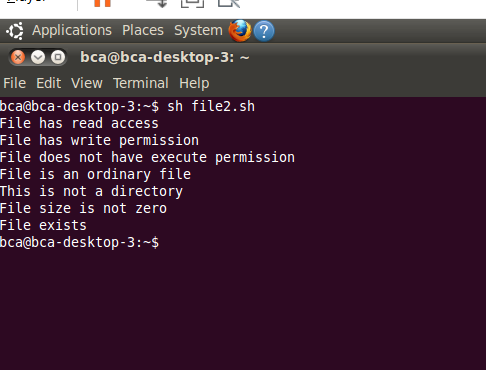 Applications Places System
bca@bca-desktop-3: ~
File Edit View Terminal Help
bca@bca-desktop-3:~$ sh file2.sh
File has read access
File has write permission
File does not have execute permission
File is an ordinary file
This is not a directory
File size is not zero
File exists
bca@bca-desktop-3:~$